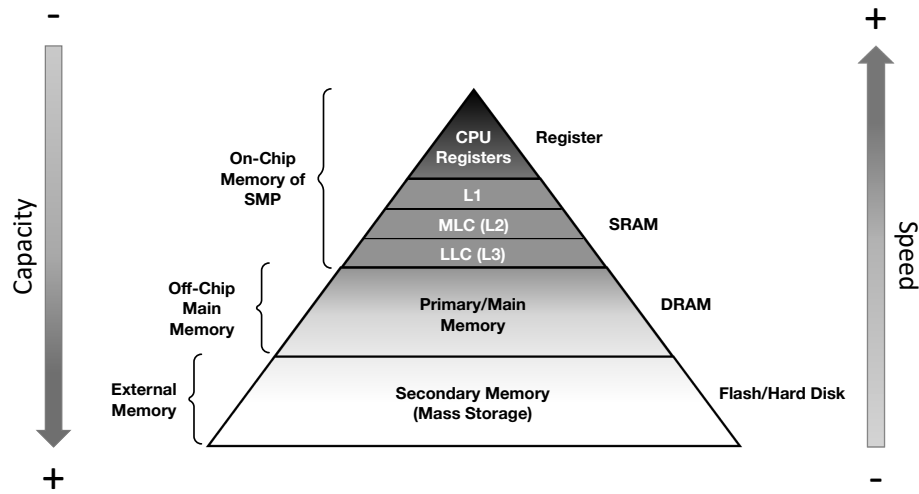 -
+
CPU
Registers
Register
On-Chip
Memory of
SMP
L1
MLC (L2)
SRAM
LLC (L3)
Capacity
Speed
Off-Chip
Main
Memory
Primary/Main
Memory
DRAM
External
Memory
Secondary Memory
(Mass Storage)
Flash/Hard Disk
+
-